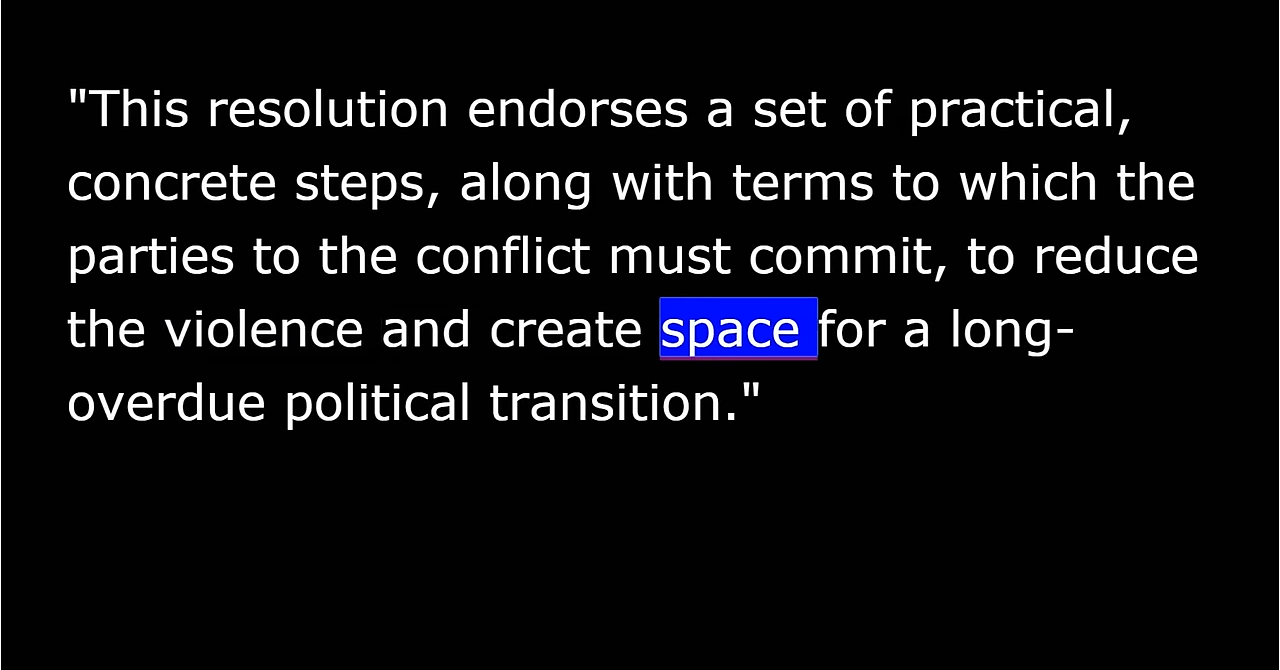 "This resolution endorses a set of practical,
concrete steps, along with terms to which the
parties to the conflict must commit, to reduce
the violence and create space for a long-
overdue political transition."